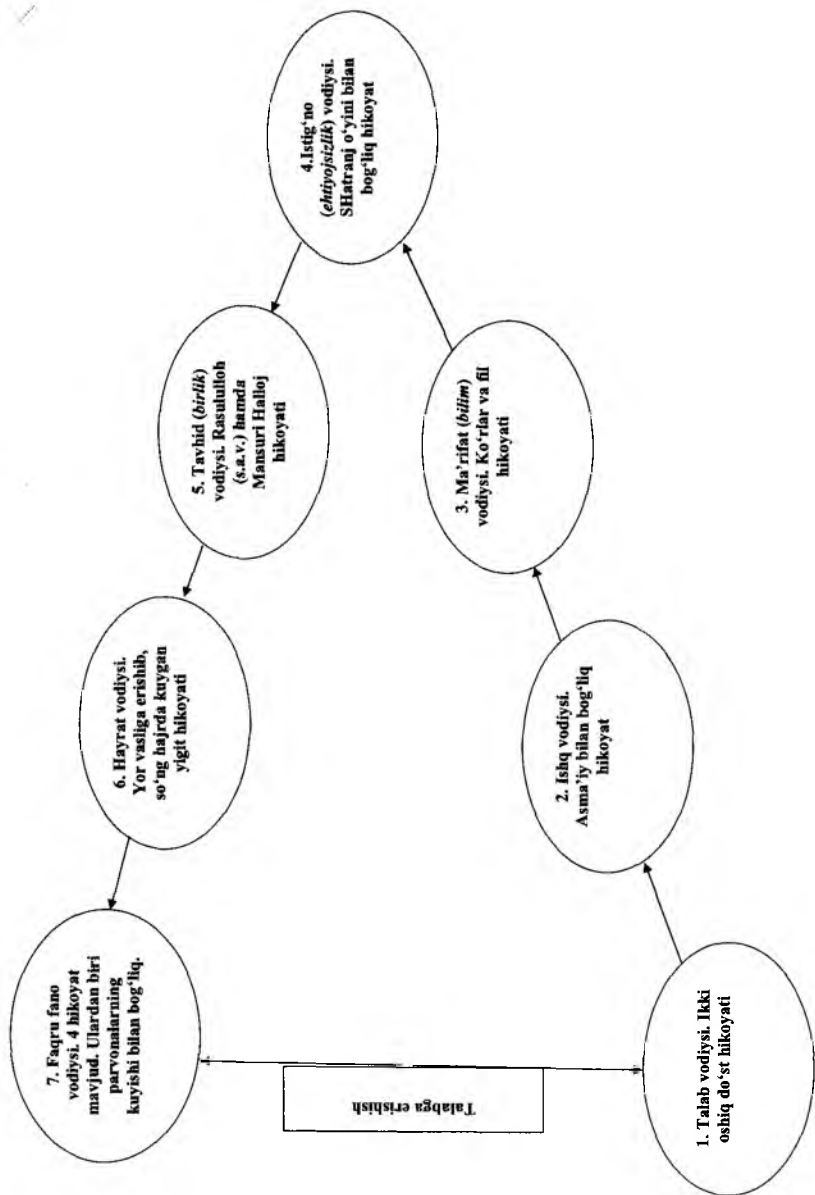 1. Talab vodiysi. Ikki
oshiq do‘st hikoyati
2. Ishq vodiysi.
Asma’iy bilan bog‘liq
hikoyat
3. Ma’rifat (bilim)
vodiysi. Ko‘rlar va fil
hikoyati
4.Istig‘no
(ehtiyojsizlik) vodiysi.
SHatranj o‘yini bilan
bog‘liq hikoyat
5. Tavhid (birlik)
vodiysi. Rasululloh
(s.a.v.) hamda
Mansuri Halloj
hikoyati
6. Hayrat vodiysi.
Yor vasliga erishib,
so‘ng hajrda kuygan
yigit hikoyati
7. Faqru fano
vodiysi. 4 hikoyat
mavjud. Ulardan biri
parvonalarning
kuyishi bilan bog‘liq.
Talabga erishish